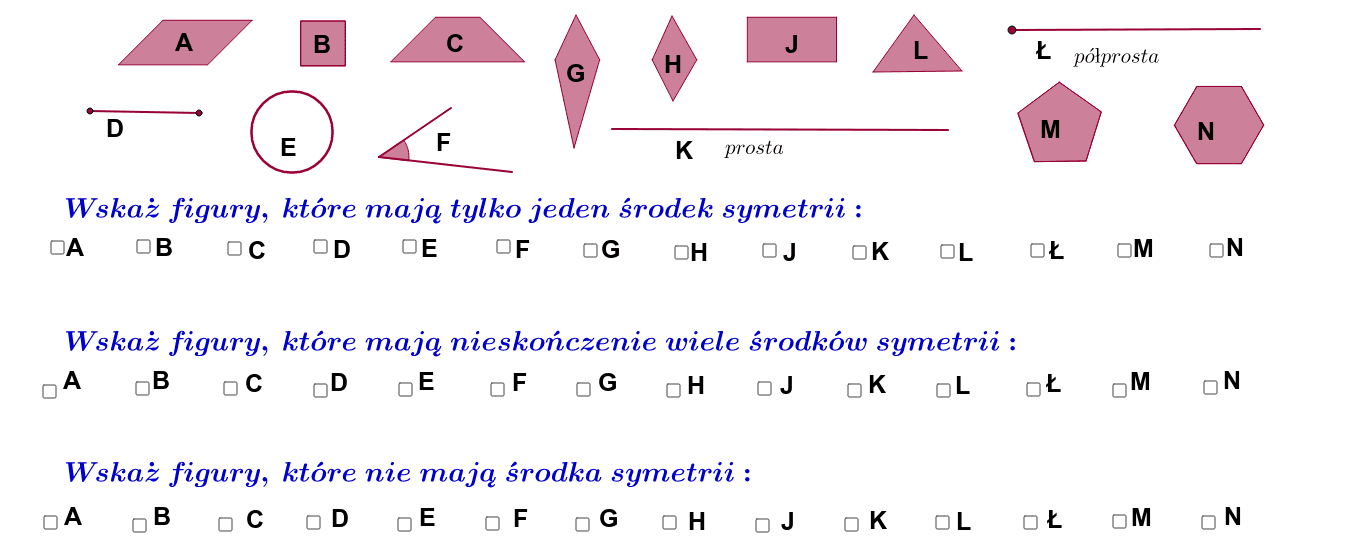 A B C G H J L Ł półprosta
D E F K prosta M N
Wskaż figury, które mają tylko jeden środek symetrii :
A B C D E F G H J K L Ł M N
Wskaż figury, które mają nieskończenie wiele środków symetrii :
A B C D E F G H J K L Ł M N
Wskaż figury, które nie mają środka symetrii :
A B C D E F G H J K L Ł M N